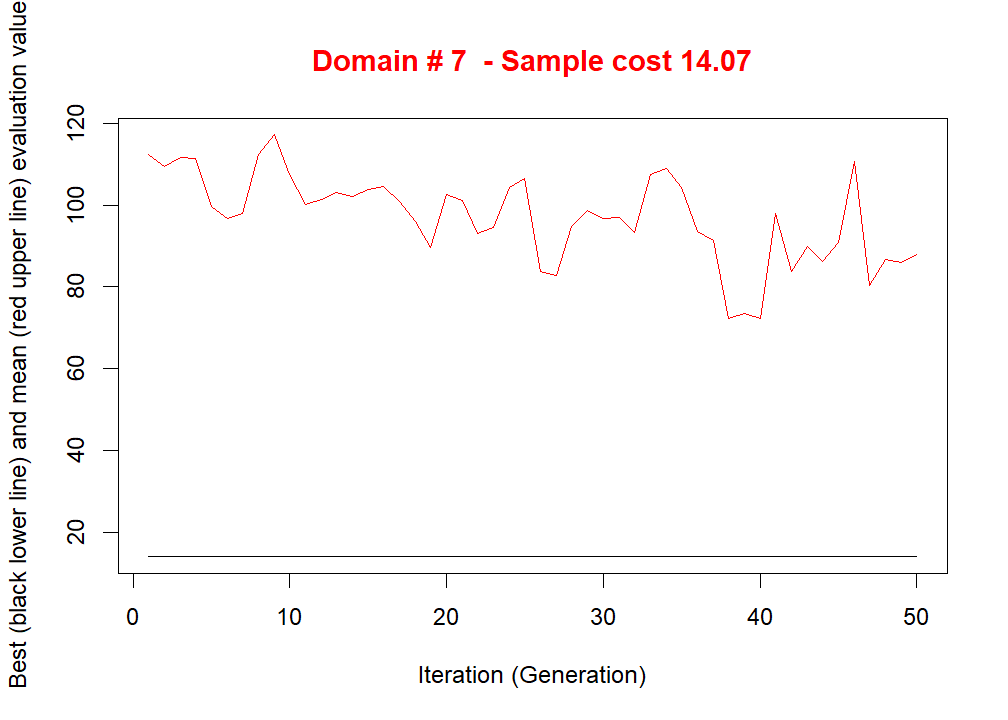 Domain # 7  - Sample cost 14.07
Best (black lower line) and mean (red upper line) evaluation value
120
100
80
60
40
20
0 10 20 30 40 50
Iteration (Generation)